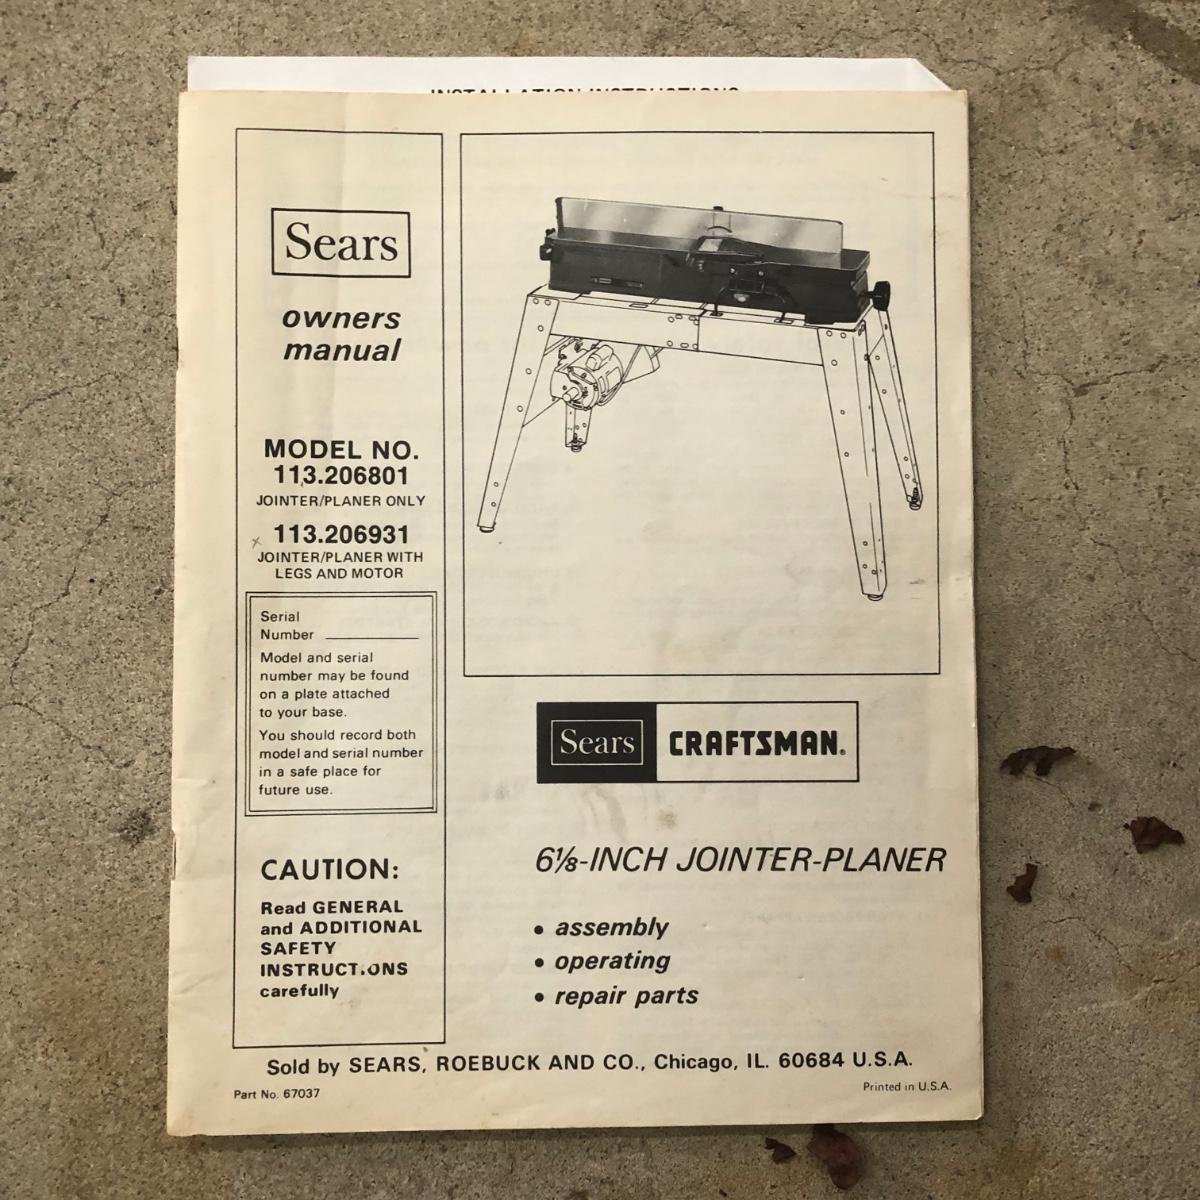 INSTALLATION INSTRUCTIONS
Sears
owners
manual
MODEL NO.
113.206801
JOINTER/PLANER ONLY
x 113.206931
JOINTER/PLANER WITH
LEGS AND MOTOR
Serial
Number
Model and serial
number may be found
on a plate attached
to your base.
You should record both
model and serial number
in a safe place for
future use.
CAUTION:
Read GENERAL
and ADDITIONAL
SAFETY
INSTRUCTIONS
carefully
Sears CRAFTSMAN®
6⅛-INCH JOINTER-PLANER
• assembly
• operating
• repair parts
Sold by SEARS, ROEBUCK AND CO., Chicago, IL. 60684 U.S.A.
Part No. 67037
Printed in U.S.A.